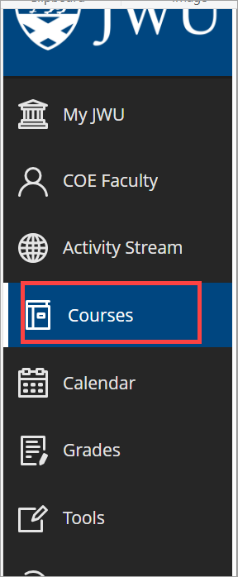 JWU
My JWU
COE Faculty
Activity Stream
Courses
Calendar
Grades
Tools